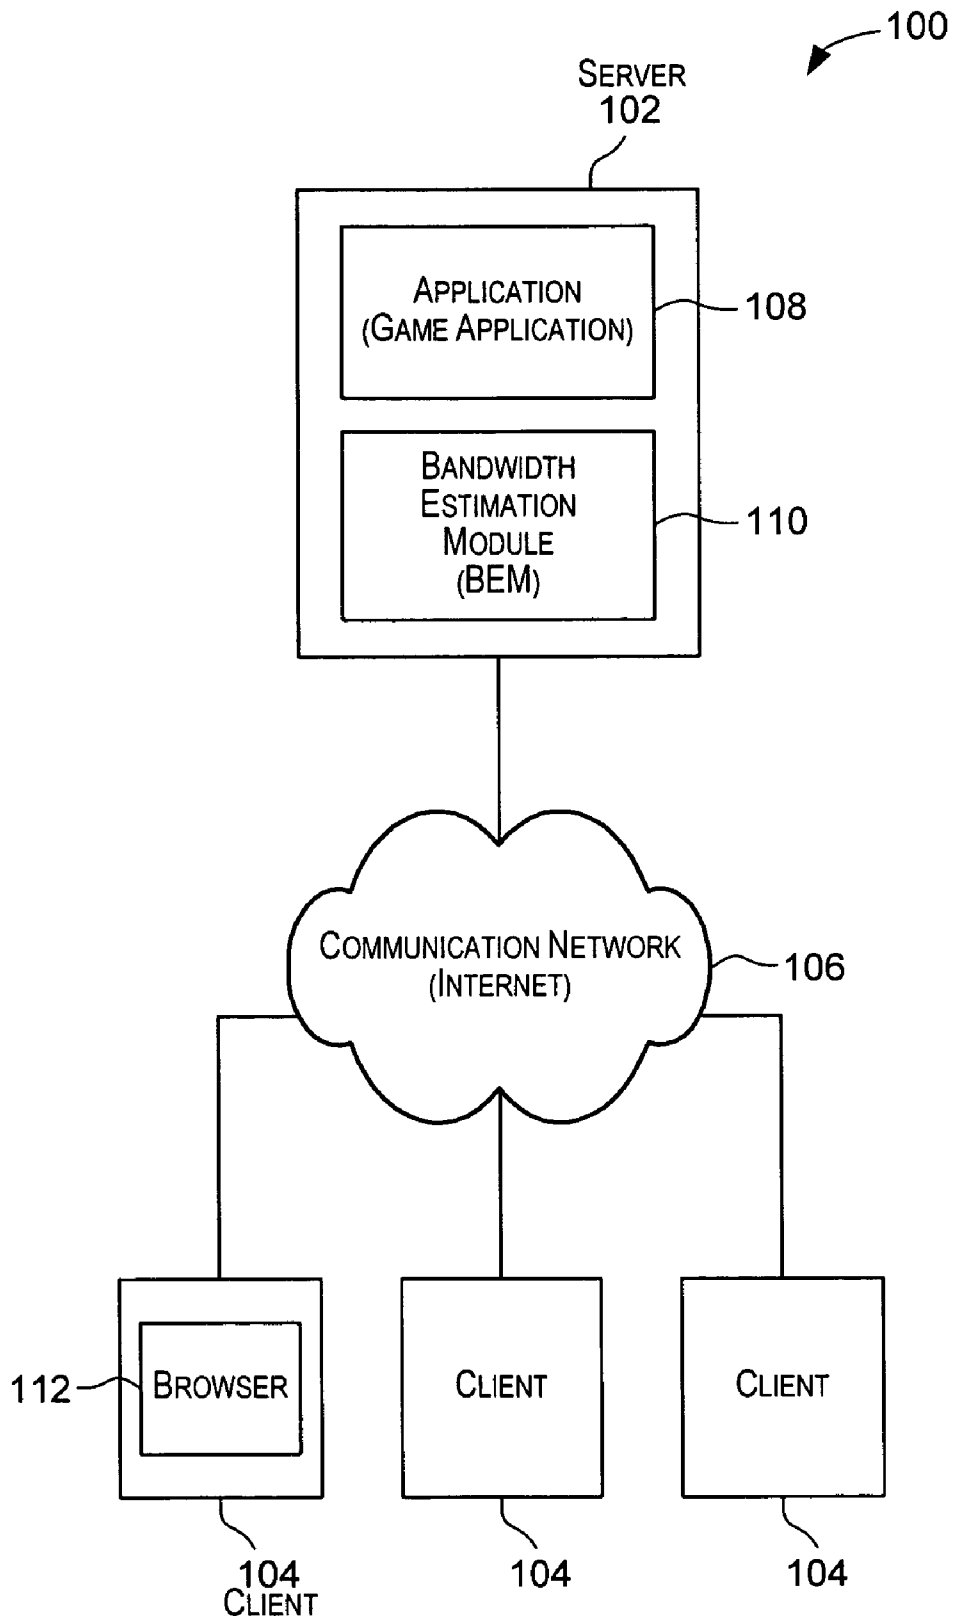 100
SERVER
102
APPLICATION
(GAME APPLICATION)
108
BANDWIDTH
ESTIMATION
MODULE
(BEM)
110
COMMUNICATION NETWORK
(INTERNET)
106
112
BROWSER
CLIENT
CLIENT
104
CLIENT
104
104